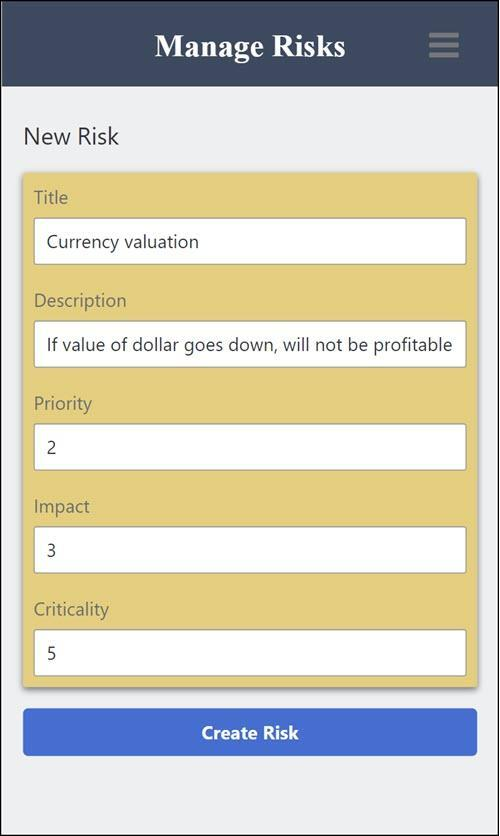 Manage Risks
New Risk
Title
Currency valuation
Description
If value of dollar goes down, will not be profitable
Priority
2
Impact
3
Criticality
5
Create Risk